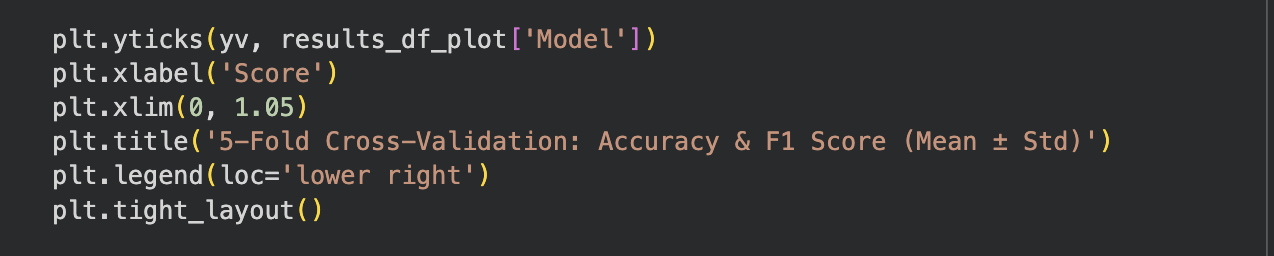 plt.yticks(yv, results_df_plot['Model'])
plt.xlabel('Score')
plt.xlim(0, 1.05)
plt.title('5-Fold Cross-Validation: Accuracy & F1 Score (Mean ± Std)')
plt.legend(loc='lower right')
plt.tight_layout()